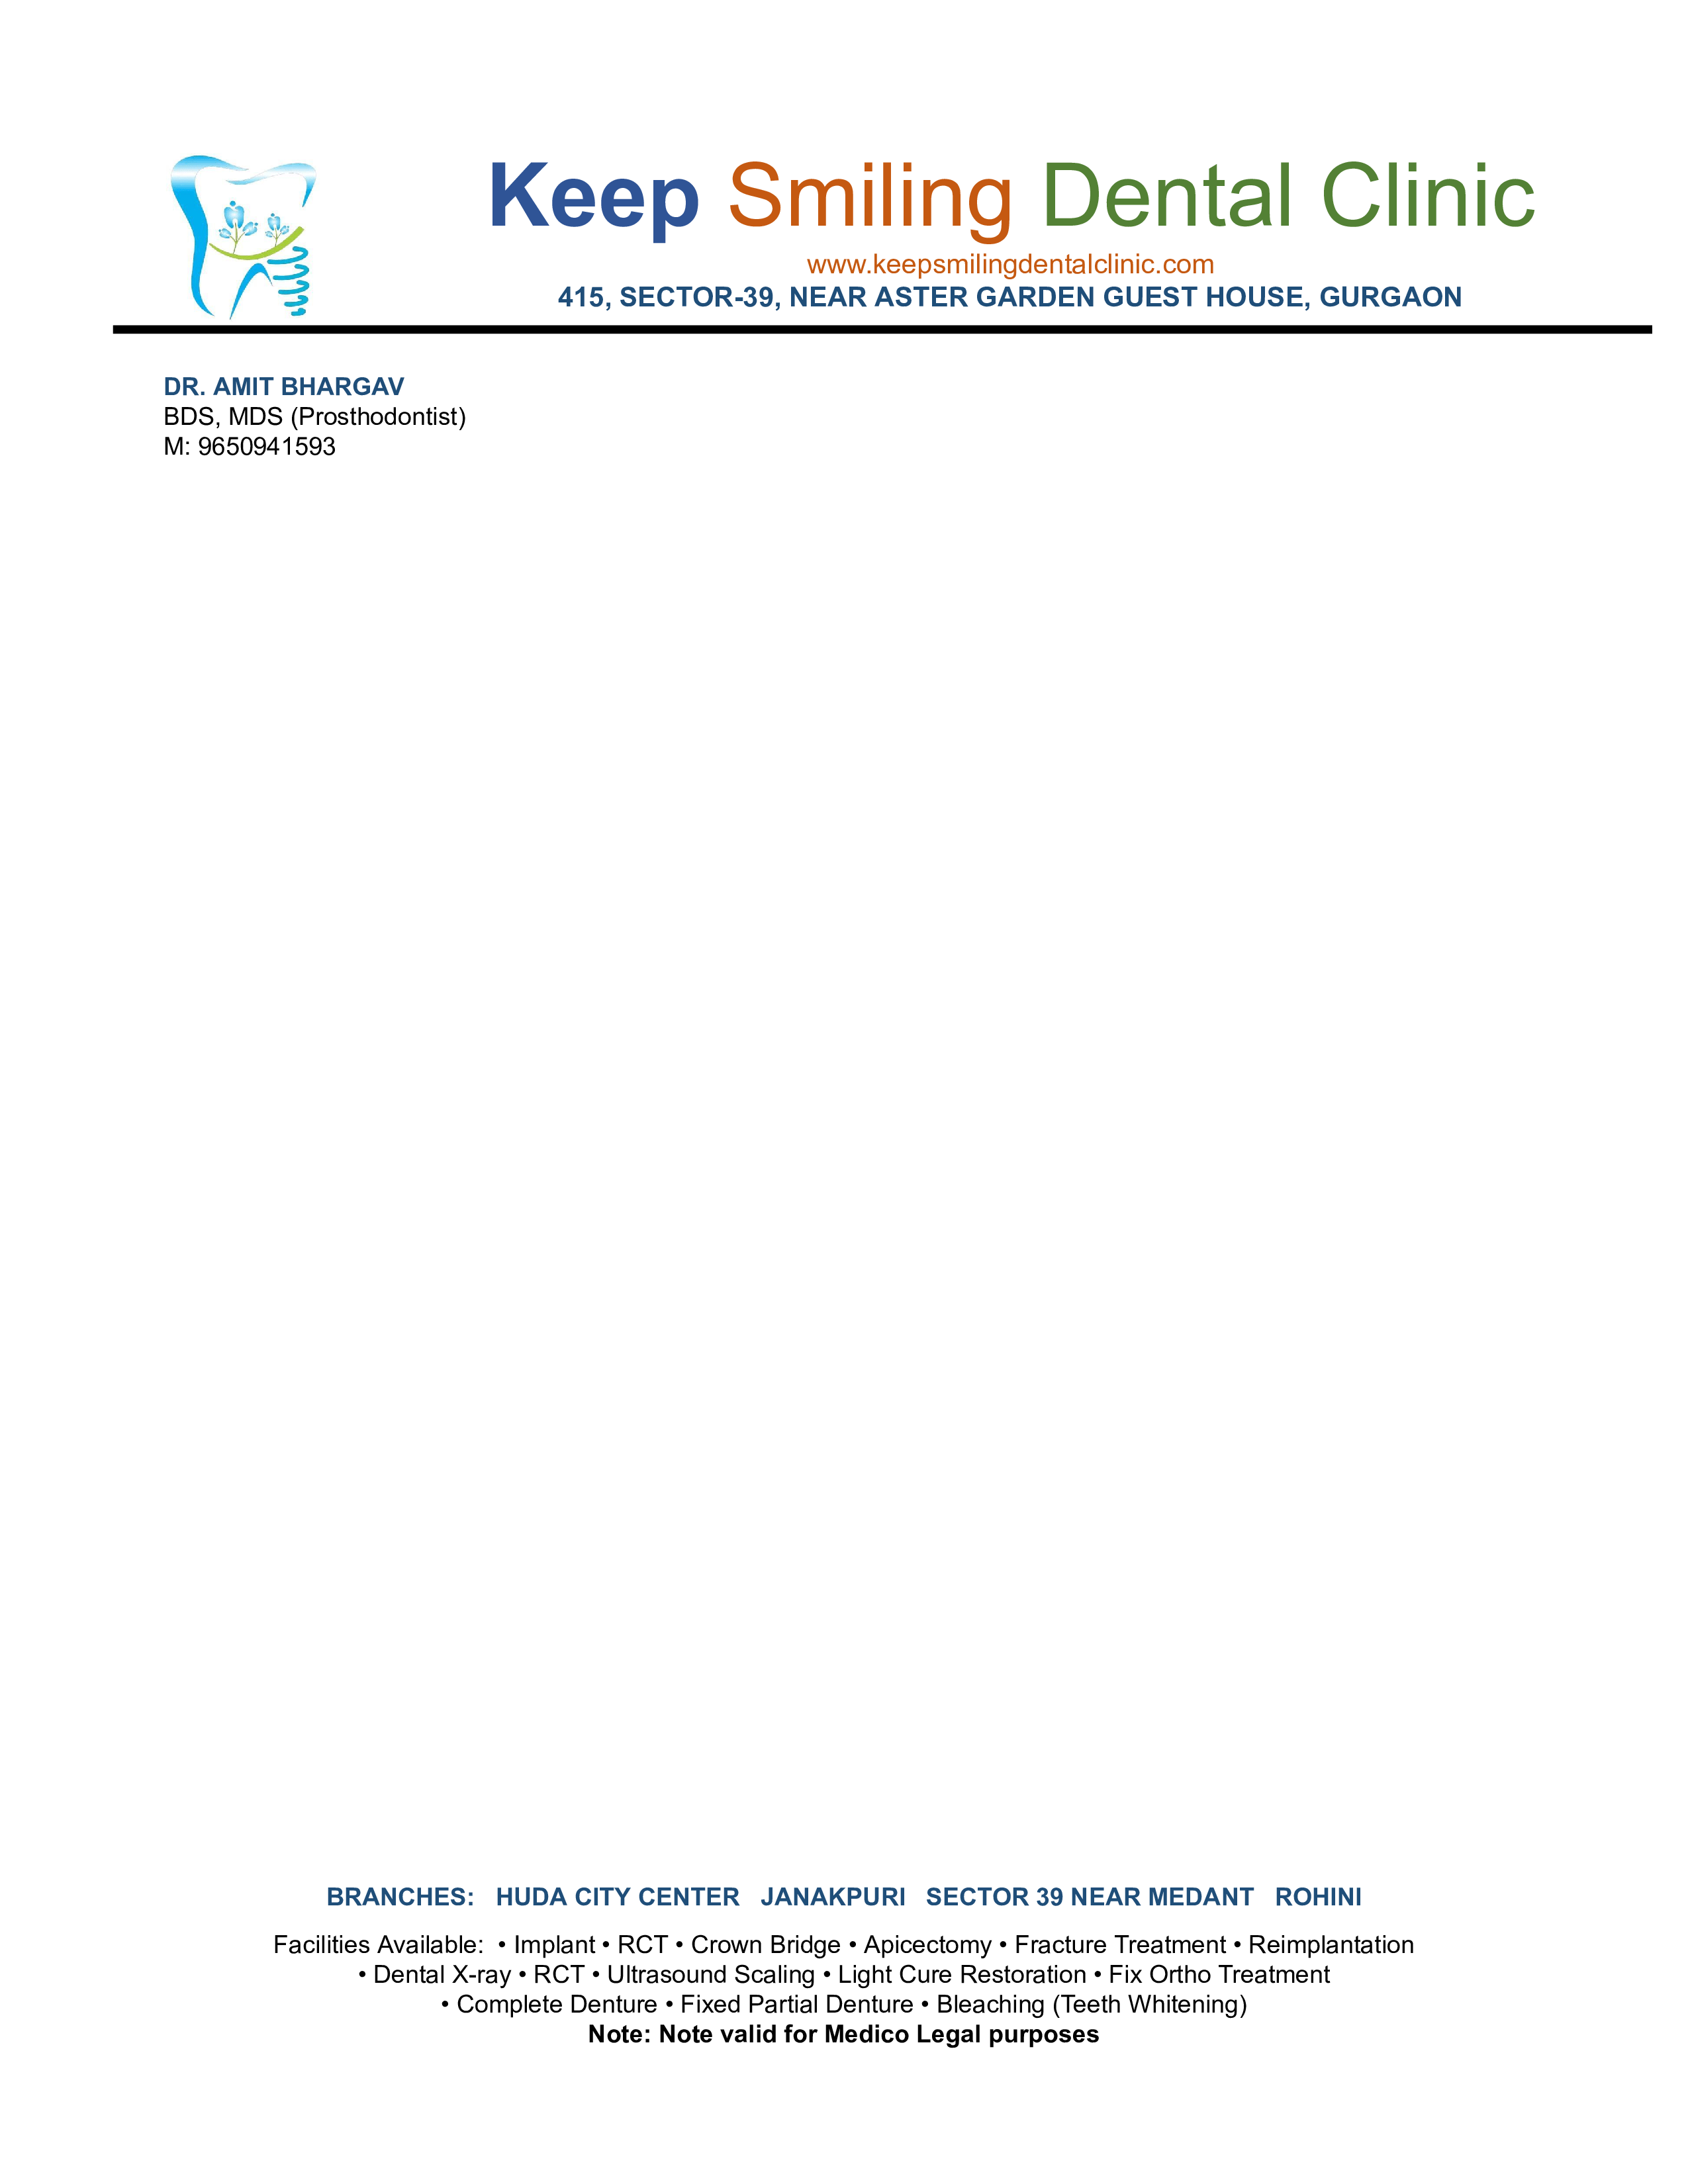 Keep Smiling Dental Clinic
www.keepsmilingdentalclinic.com
415, SECTOR-39, NEAR ASTER GARDEN GUEST HOUSE, GURGAON
DR. AMIT BHARGAV
BDS, MDS (Prosthodontist)
M: 9650941593
BRANCHES: HUDA CITY CENTER JANAKPURI SECTOR 39 NEAR MEDANT ROHINI
Facilities Available: • Implant • RCT • Crown Bridge • Apicectomy • Fracture Treatment • Reimplantation
• Dental X-ray • RCT • Ultrasound Scaling • Light Cure Restoration • Fix Ortho Treatment
• Complete Denture • Fixed Partial Denture • Bleaching (Teeth Whitening)
Note: Note valid for Medico Legal purposes